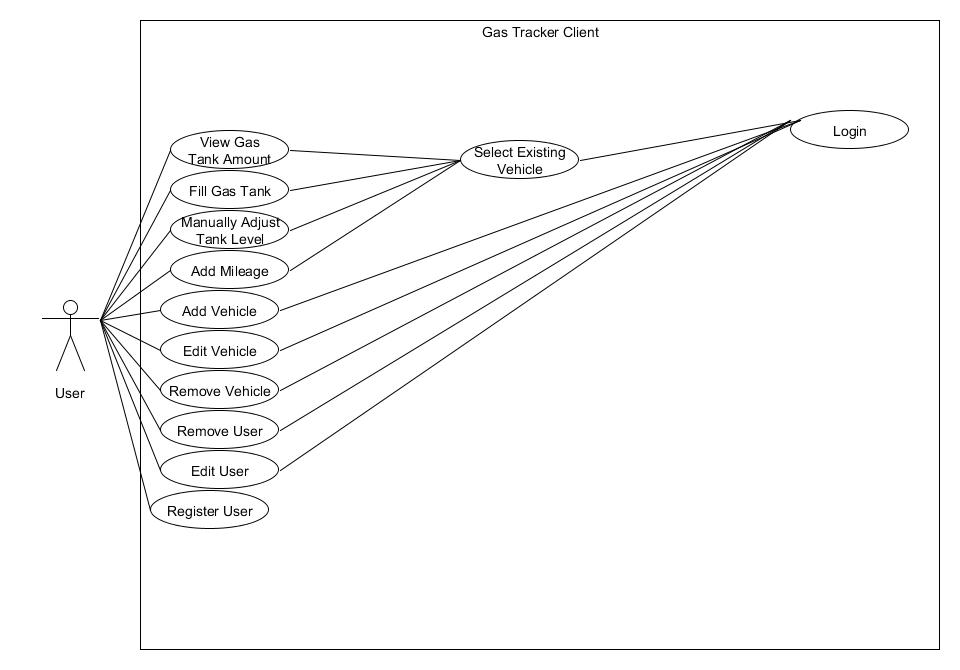 Gas Tracker Client
View Gas
Tank Amount
Select Existing
Vehicle
Login
Fill Gas Tank
Manually Adjust
Tank Level
Add Mileage
Add Vehicle
Edit Vehicle
Remove Vehicle
User
Remove User
Edit User
Register User